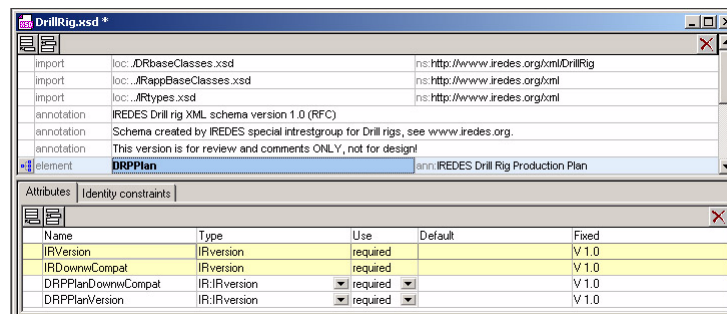 DrillRig.xsd *
import loc:./DRbaseClasses.xsd ns:http://www.iredes.org/xml/DrillRig
import loc:../IRappBaseClasses.xsd ns:http://www.iredes.org/xml
import loc:../IRtypes.xsd ns:http://www.iredes.org/xml
annotation IREDES Drill rig XML schema version 1.0 (RFC)
annotation Schema created by IREDES special intrestgroup for Drill rigs, see www.iredes.org.
annotation This version is for review and comments ONLY, not for design!
element DRPPlan ann:IREDES Drill Rig Production Plan
Attributes Identity constraints
Name Type Use Default Fixed
IRVersion IRversion required V 1.0
IRDownwCompat IRversion required V 1.0
DRPPlanDownwCompat IR:IRversion required V 1.0
DRPPlanVersion IR:IRversion required V 1.0